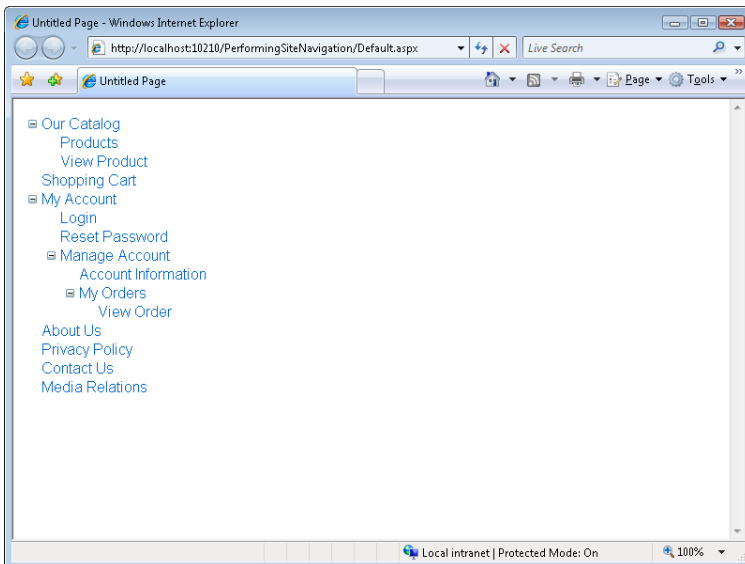 Untitled Page - Windows Internet Explorer
http://localhost:10210/PerformingSiteNavigation/Default.aspx
Live Search
Untitled Page
Page
Tools
Our Catalog
Products
View Product
Shopping Cart
My Account
Login
Reset Password
Manage Account
Account Information
My Orders
View Order
About Us
Privacy Policy
Contact Us
Media Relations
Local intranet | Protected Mode: On
100%